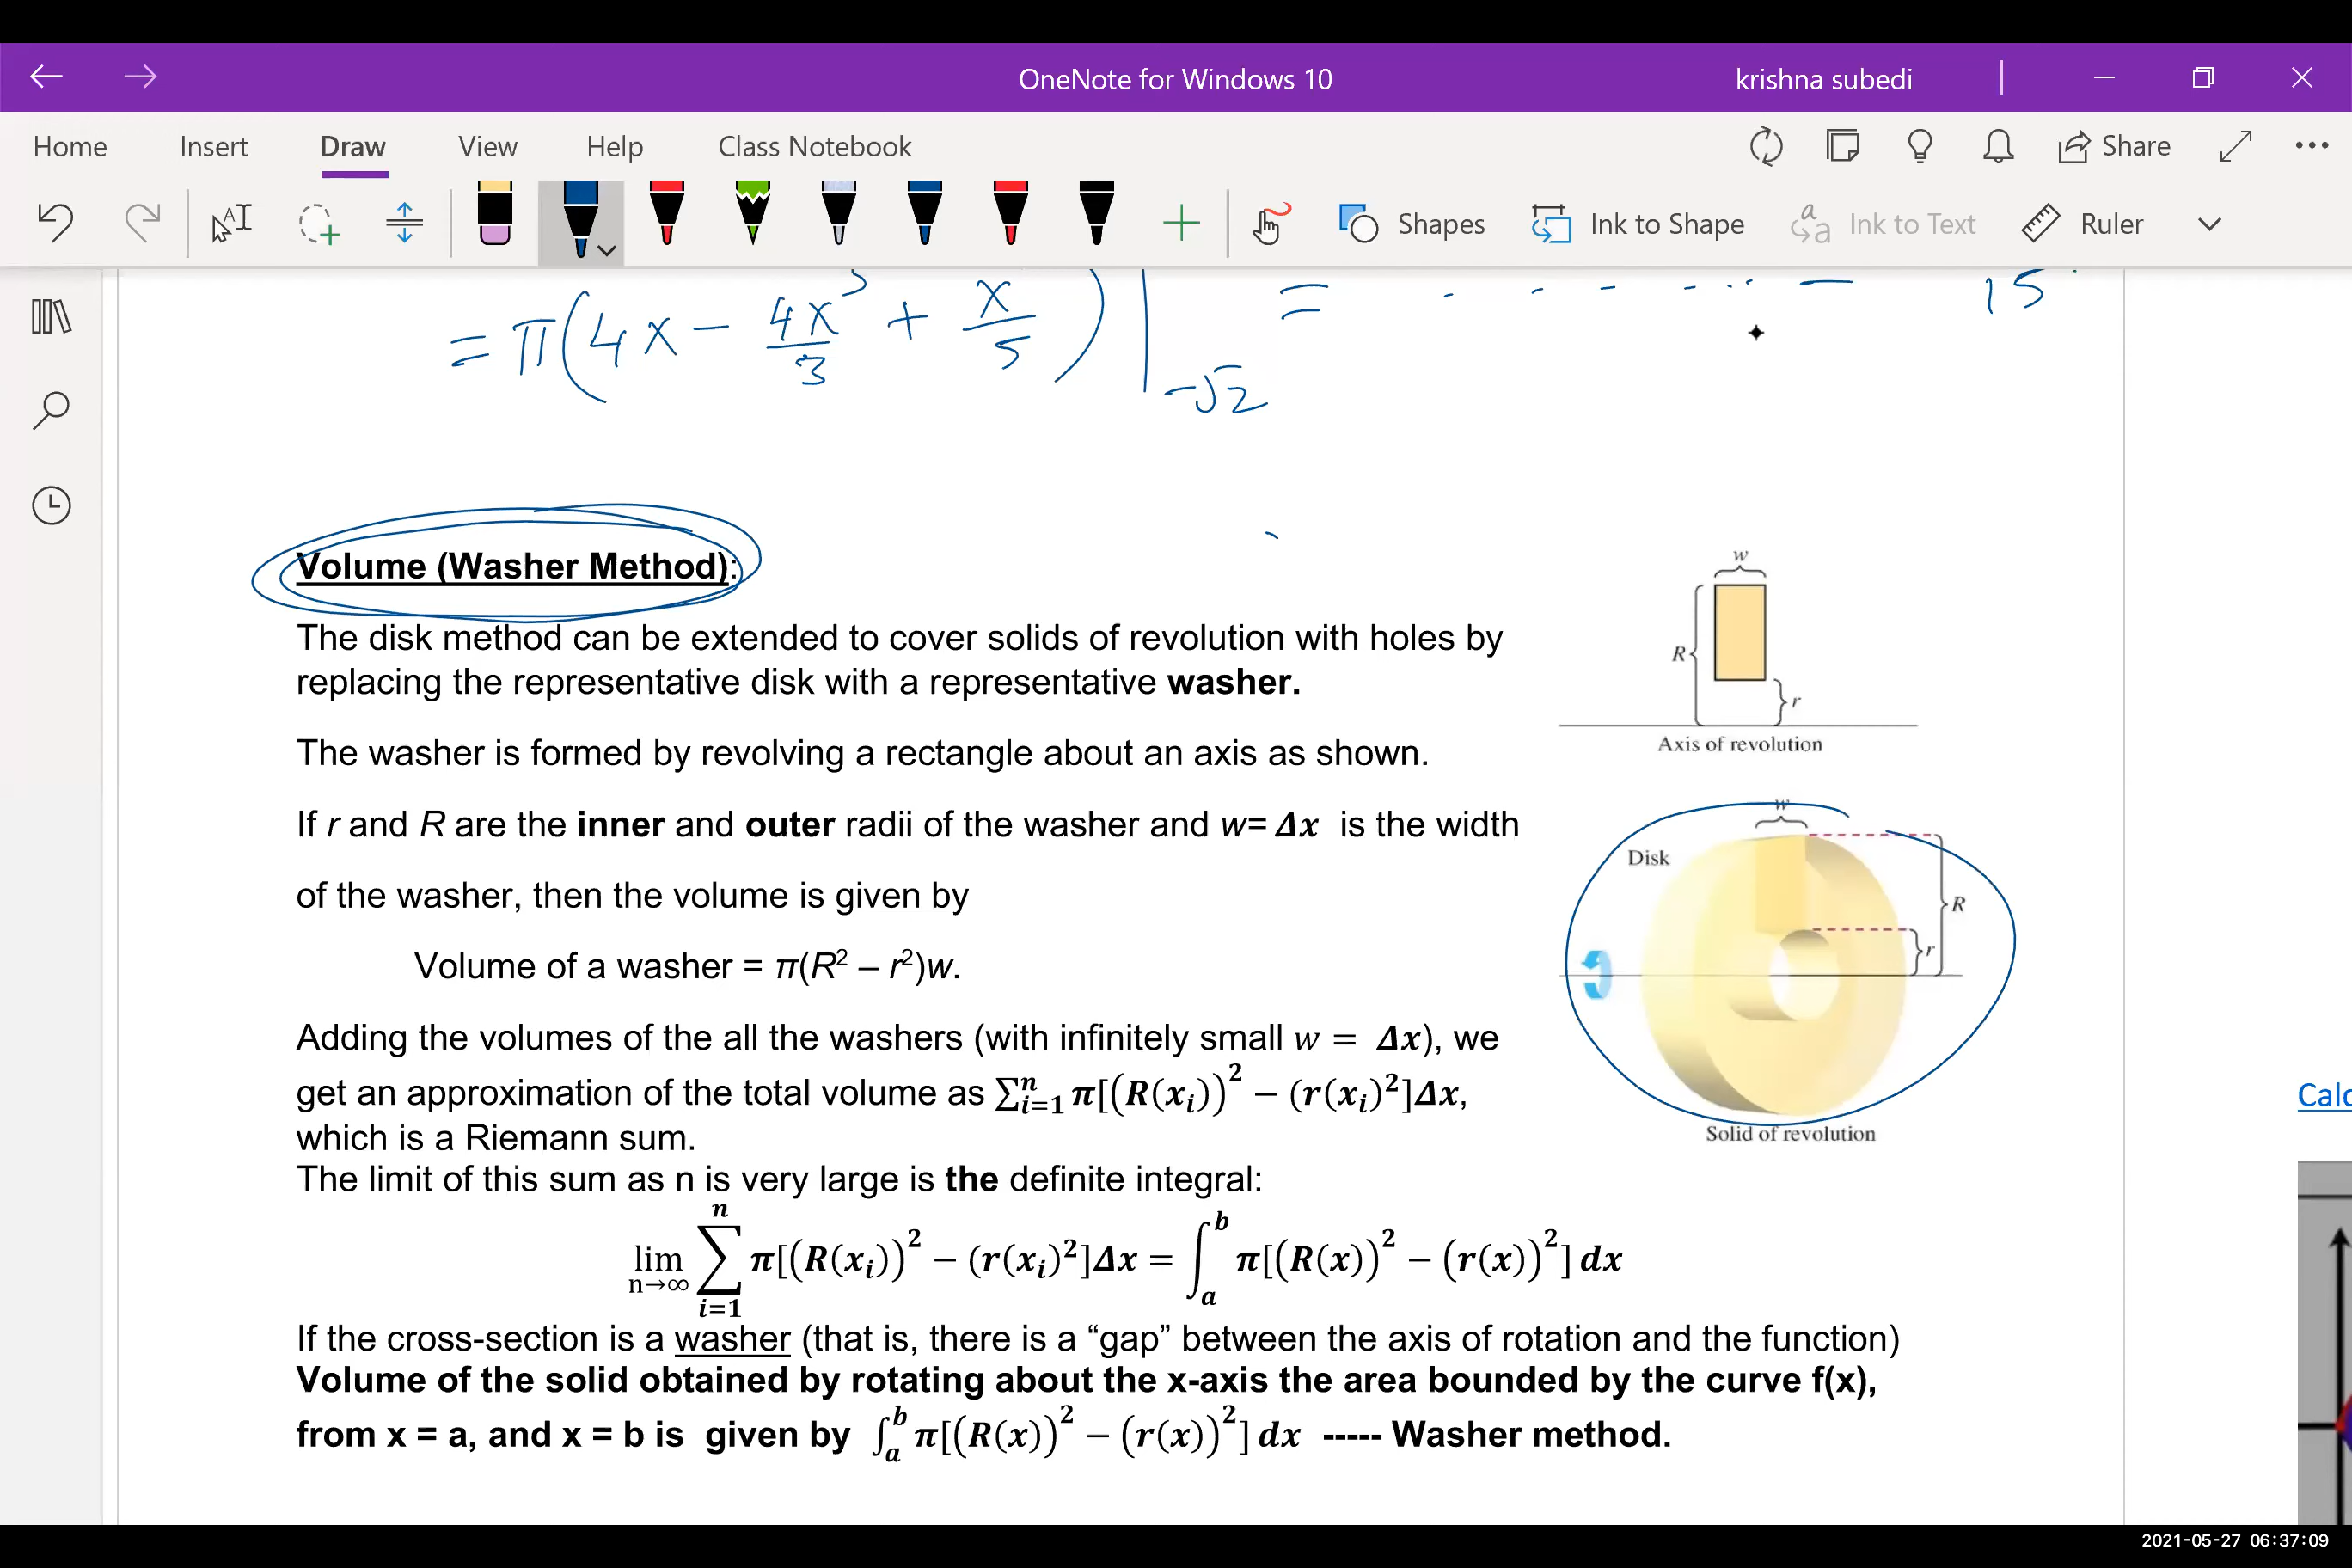 OneNote for Windows 10
krishna subedi
Home Insert Draw View Help Class Notebook Share
Shapes Ink to Shape Ink to Text Ruler
= π(4x − 4x³/3 + x/5)|_{-√2} = · - - - ··· — 15
Volume (Washer Method):
The disk method can be extended to cover solids of revolution with holes by
replacing the representative disk with a representative washer.
The washer is formed by revolving a rectangle about an axis as shown.
If r and R are the inner and outer radii of the washer and w= Δx is the width
of the washer, then the volume is given by
Volume of a washer = π(R² – r²)w.
Adding the volumes of the all the washers (with infinitely small w = Δx), we
get an approximation of the total volume as ∑ⁿᵢ₌₁ π[(R(xᵢ))² − (r(xᵢ)²]Δx,
which is a Riemann sum.
The limit of this sum as n is very large is the definite integral:
lim n→∞ ∑ⁿᵢ₌₁ π[(R(xᵢ))² − (r(xᵢ)²]Δx = ∫ₐᵇ π[(R(x))² − (r(x))²] dx
If the cross-section is a washer (that is, there is a “gap” between the axis of rotation and the function)
Volume of the solid obtained by rotating about the x-axis the area bounded by the curve f(x),
from x = a, and x = b is given by ∫ₐᵇ π[(R(x))² − (r(x))²] dx ----- Washer method.
w
R
r
Axis of revolution
w
Disk
R
r
Solid of revolution
2021-05-27 06:37:09